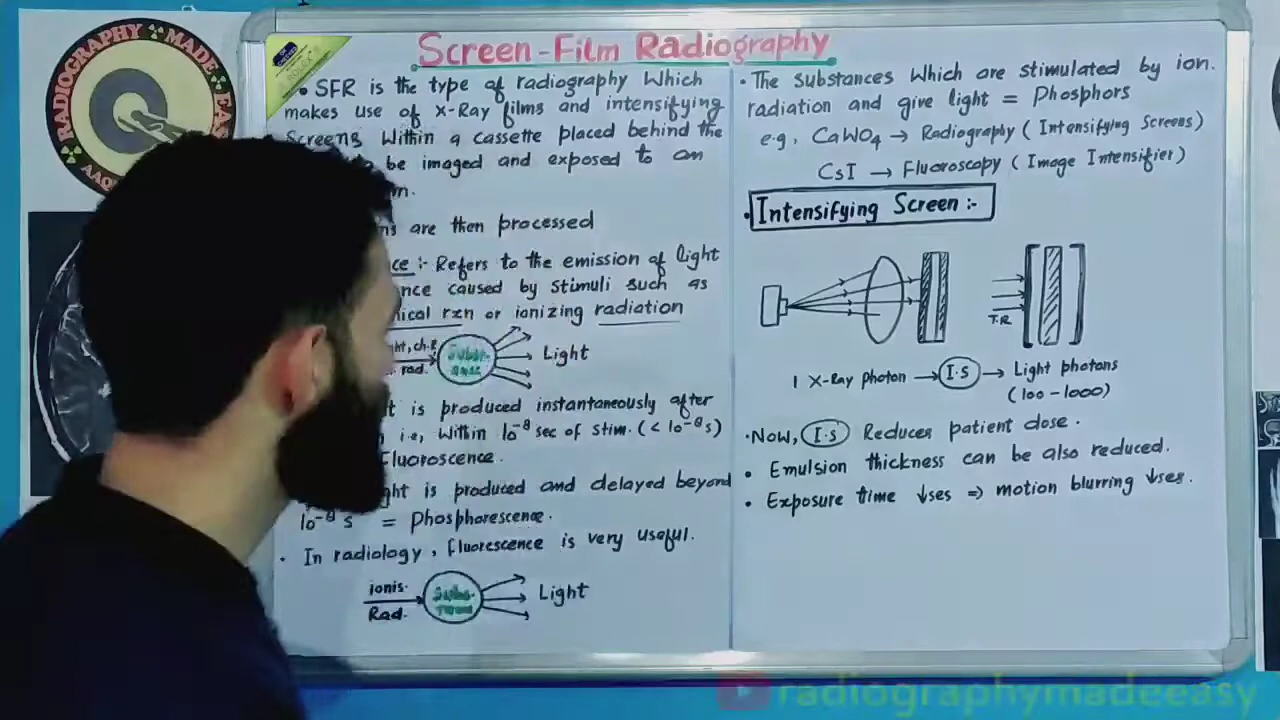 RADIOGRAPHY MADE EA
AAQ
Screen-Film Radiography
• SFR is the type of radiography which
makes use of X-Ray films and intensifying
Screens Within a cassette placed behind the
be imaged and exposed to an
are then processed
:- Refers to the emission of light
caused by Stimuli Such as
rxn or ionizing radiation
ch.r
rad.
Light
is produced instantaneously after
i.e, Within 10⁻⁸ sec of stim. (< 10⁻⁸ s)
Fluoroscence.
is produced and delayed beyond
10⁻⁸ s = Phosphorescence.
• In radiology, fluorescence is very useful.
ionis.
Rad.
Light
• The substances which are stimulated by ion.
radiation and give light = Phosphors
e.g, CaWO4 → Radiography (Intensifying Screens)
CsI → Fluoroscopy (Image Intensifier)
• Intensifying Screen :-
T.R
1 X-Ray photon → I.S → Light photons
(100-1000)
• Now, I.S Reduces patient dose.
• Emulsion thickness can be also reduced.
• Exposure time ↓ses ⇒ motion blurring ↓ses.
radiographymadeeasy